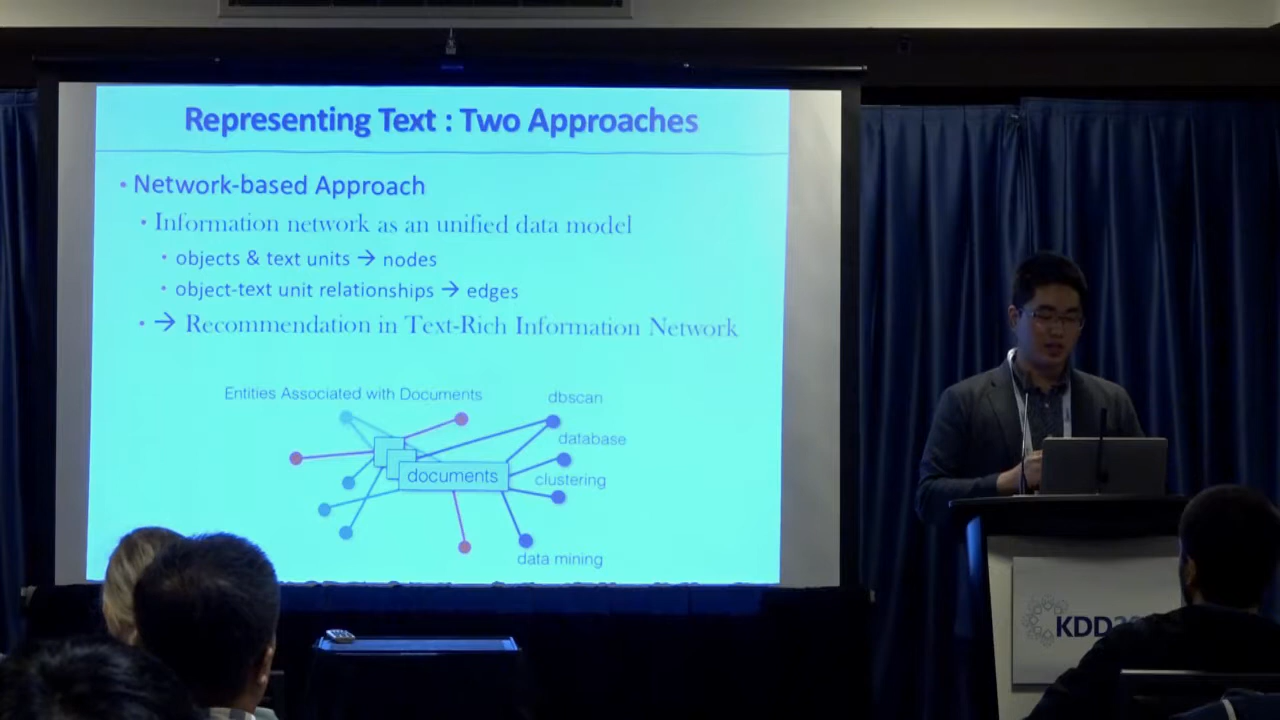 Representing Text : Two Approaches
• Network-based Approach
• Information network as an unified data model
• objects & text units → nodes
• object-text unit relationships → edges
• → Recommendation in Text-Rich Information Network
Entities Associated with Documents
dbscan
database
documents
clustering
data mining
KDD